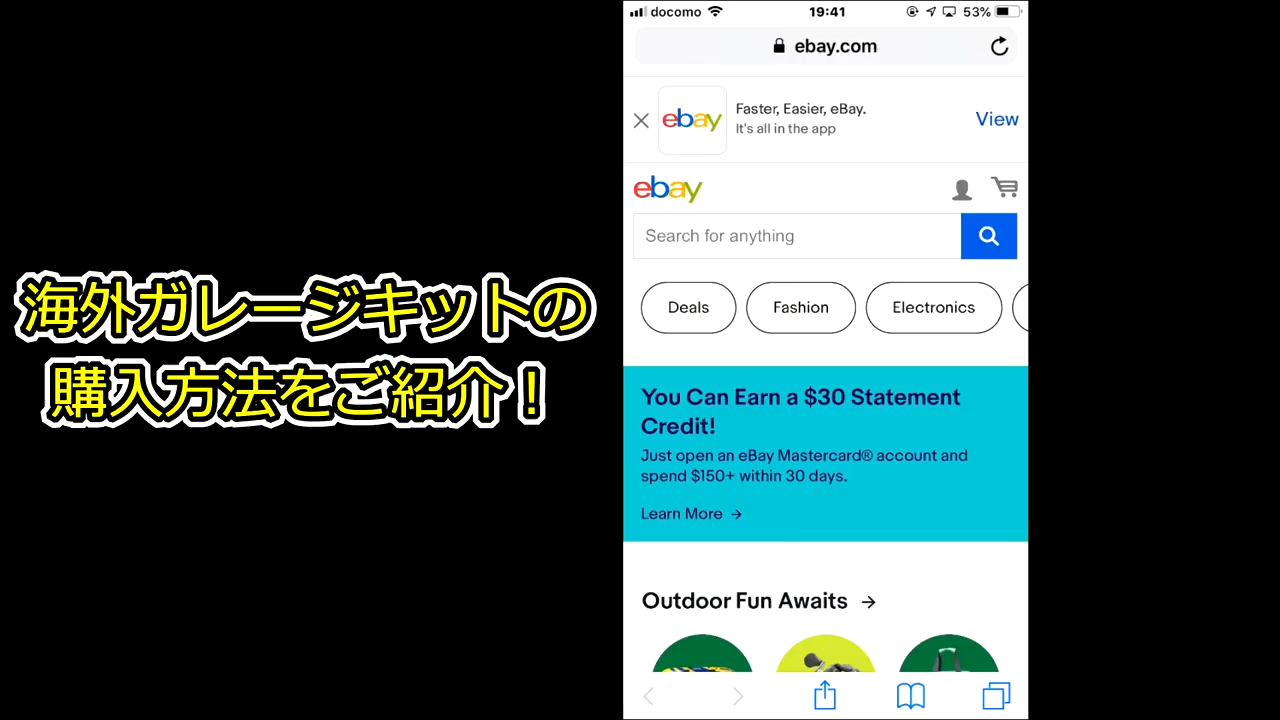 海外ガレージキットの
購入方法をご紹介！
docomo 19:41 53%
ebay.com
ebay Faster, Easier, eBay.
It's all in the app
View
ebay
Search for anything
Deals Fashion Electronics
You Can Earn a $30 Statement
Credit!
Just open an eBay Mastercard® account and
spend $150+ within 30 days.
Learn More →
Outdoor Fun Awaits →